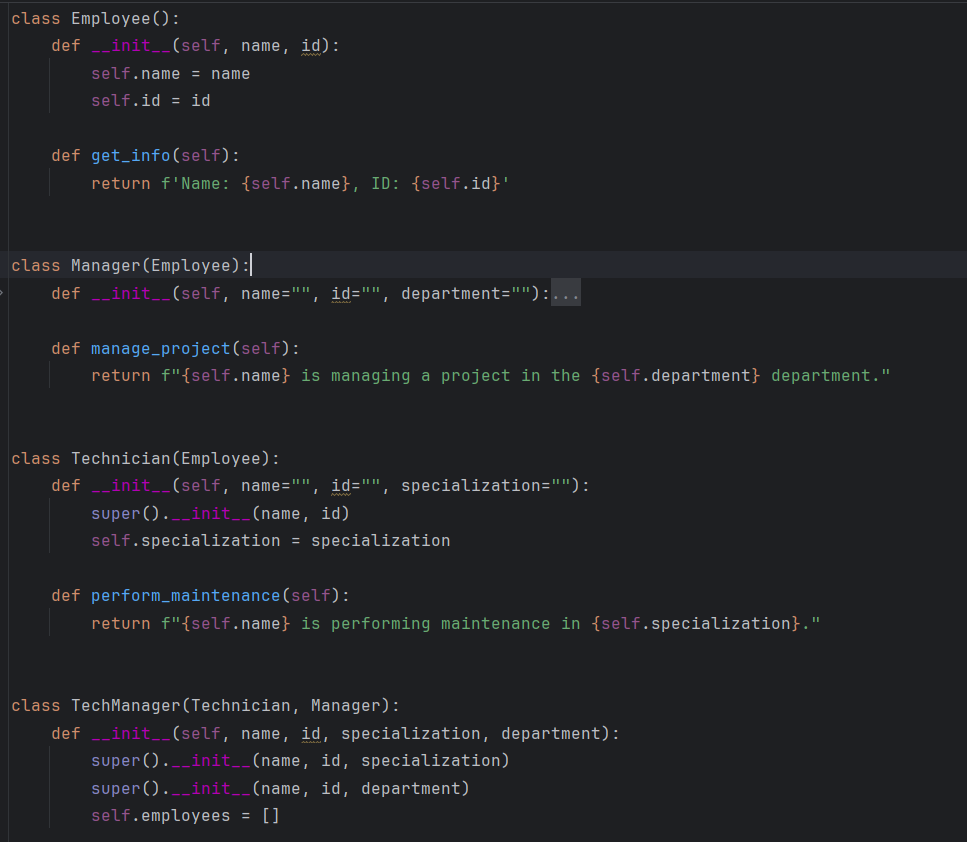 class Employee():
    def __init__(self, name, id):
        self.name = name
        self.id = id
    def get_info(self):
        return f'Name: {self.name}, ID: {self.id}'
class Manager(Employee):
    def __init__(self, name="", id="", department=""):...
    def manage_project(self):
        return f"{self.name} is managing a project in the {self.department} department."
class Technician(Employee):
    def __init__(self, name="", id="", specialization=""):
        super().__init__(name, id)
        self.specialization = specialization
    def perform_maintenance(self):
        return f"{self.name} is performing maintenance in {self.specialization}."
class TechManager(Technician, Manager):
    def __init__(self, name, id, specialization, department):
        super().__init__(name, id, specialization)
        super().__init__(name, id, department)
        self.employees = []